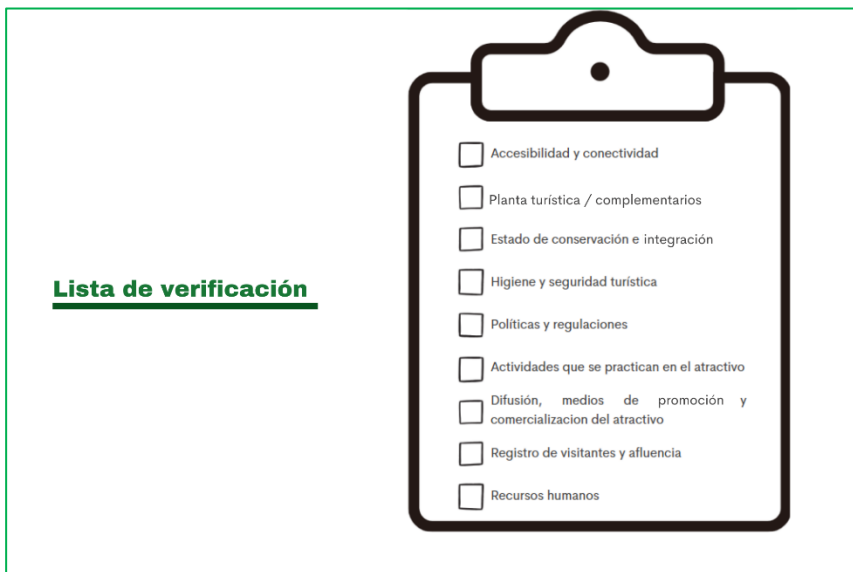 Lista de verificación
Accesibilidad y conectividad
Planta turística / complementarios
Estado de conservación e integración
Higiene y seguridad turística
Políticas y regulaciones
Actividades que se practican en el atractivo
Difusión, medios de promoción y
comercializacion del atractivo
Registro de visitantes y afluencia
Recursos humanos